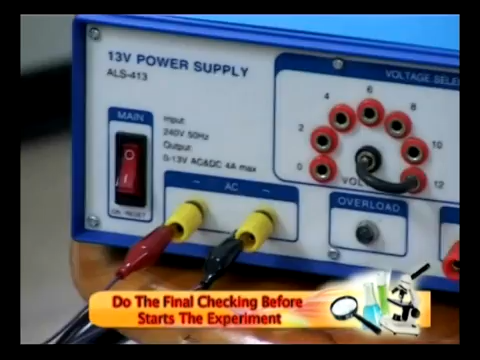 13V POWER SUPPLY
ALS-413
VOLTAGE SELE
MAIN
Input:
240V 50Hz
Output:
0-13V AC&DC 4A max
ON / RESET
AC
0
2
4
6
8
10
12
VOL
OVERLOAD
Do The Final Checking Before
Starts The Experiment